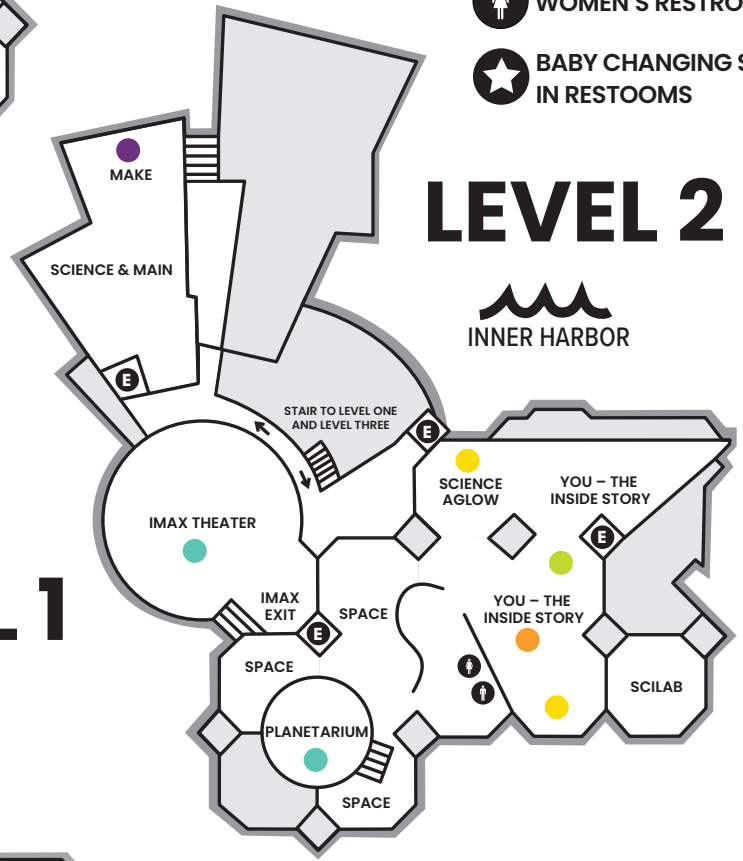 WOMEN'S
BABY CHANGING
IN RESTOOMS
LEVEL 2
INNER HARBOR
MAKE
SCIENCE & MAIN
E
STAIR TO LEVEL ONE
AND LEVEL THREE
E
SCIENCE
AGLOW
YOU – THE
INSIDE STORY
IMAX THEATER
E
IMAX
EXIT
SPACE
YOU – THE
INSIDE STORY
1
E
SPACE
SCILAB
PLANETARIUM
SPACE